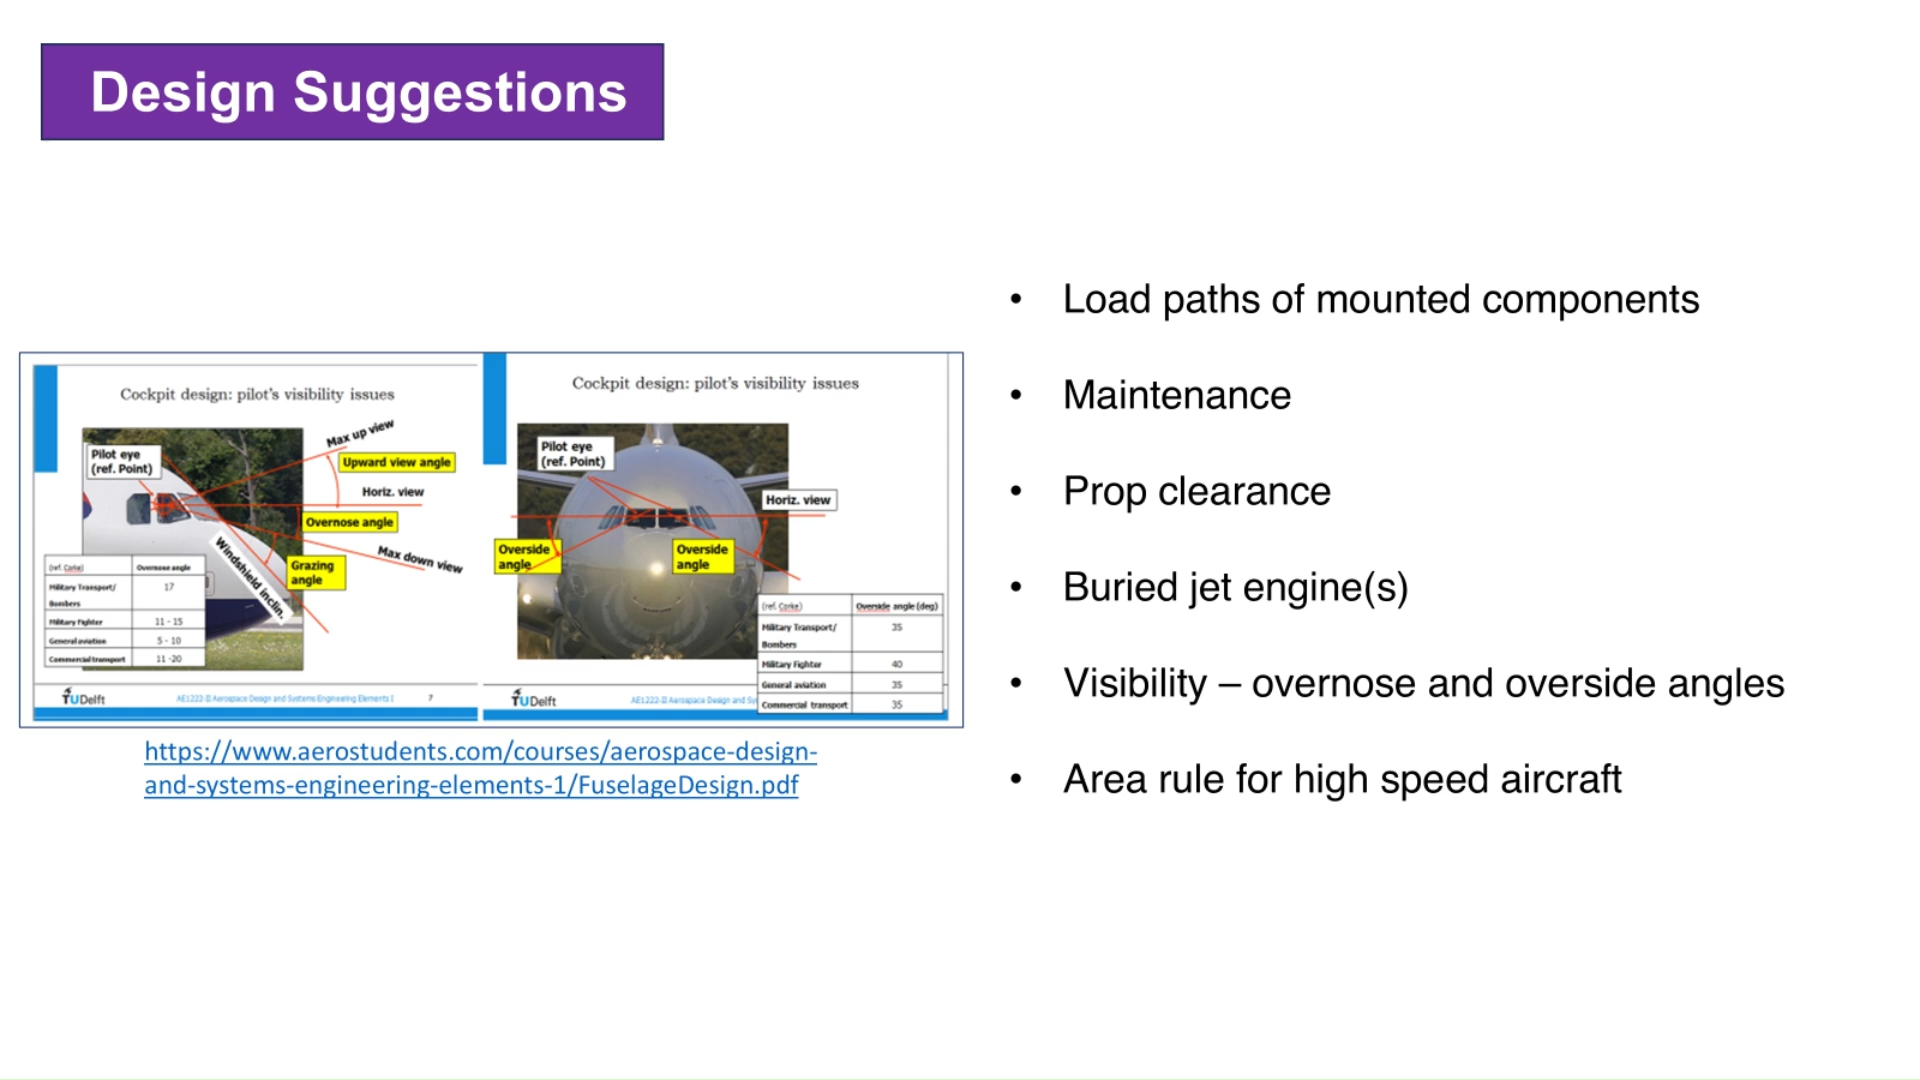 Design Suggestions
Cockpit design: pilot's visibility issues
Pilot eye
(ref. Point)
Max up view
Upward view angle
Horiz. view
Overnose angle
Max down view
Grazing
angle
Windshield inclin.
(ref. Corke) Overnose angle
Military Transport/
Bombers 17
Military Fighter 11 - 15
General aviation 5 - 10
Commercial transport 11 -20
TUDelft AE1222-II Aerospace Design and Systems Engineering Elements I 7
Cockpit design: pilot's visibility issues
Pilot eye
(ref. Point)
Horiz. view
Overside
angle
Overside
angle
(ref. Corke) Overside angle (deg)
Military Transport/
Bombers 35
Military Fighter 40
General aviation 35
Commercial transport 35
TUDelft AE1222-II Aerospace Design and Sy
https://www.aerostudents.com/courses/aerospace-design-
and-systems-engineering-elements-1/FuselageDesign.pdf
• Load paths of mounted components
• Maintenance
• Prop clearance
• Buried jet engine(s)
• Visibility – overnose and overside angles
• Area rule for high speed aircraft